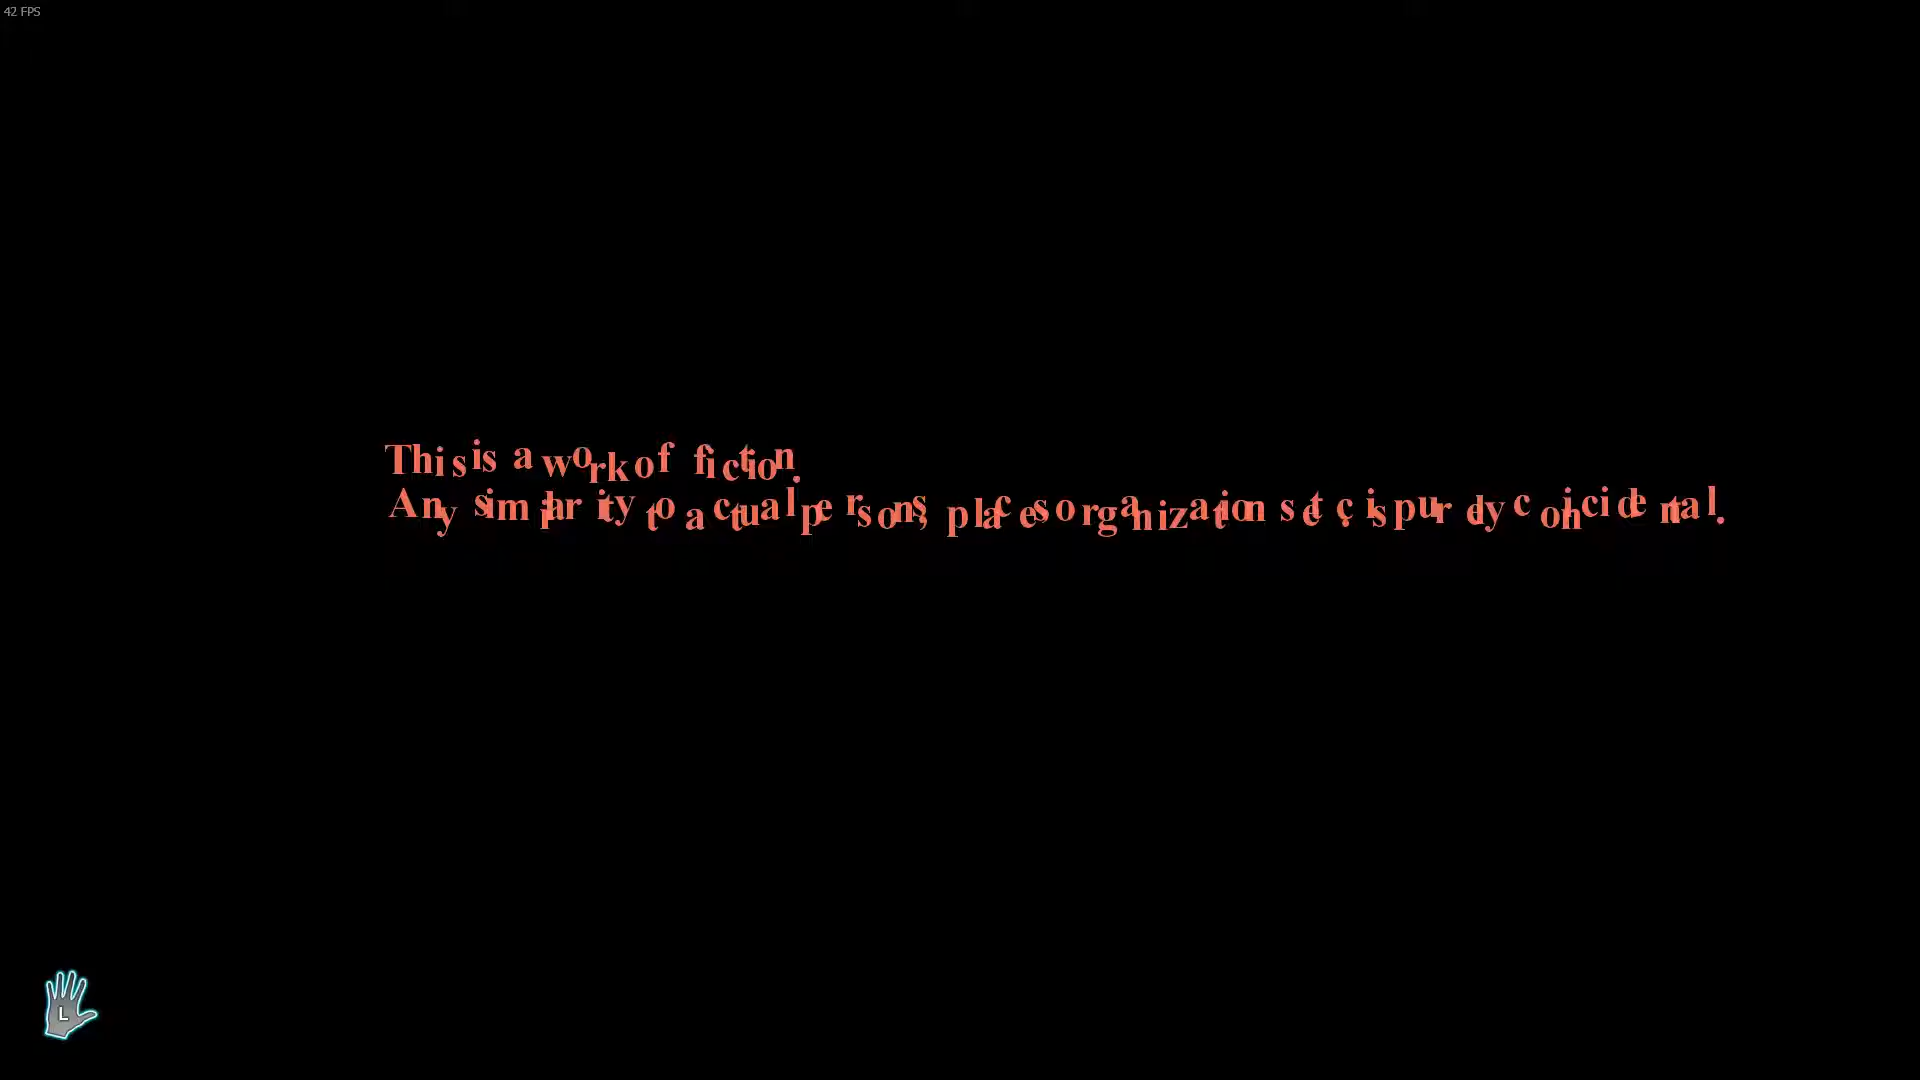 42 FPS
This is a work of fiction.
Any similarity to actual persons, places organizations etc. is purely coincidental.
L